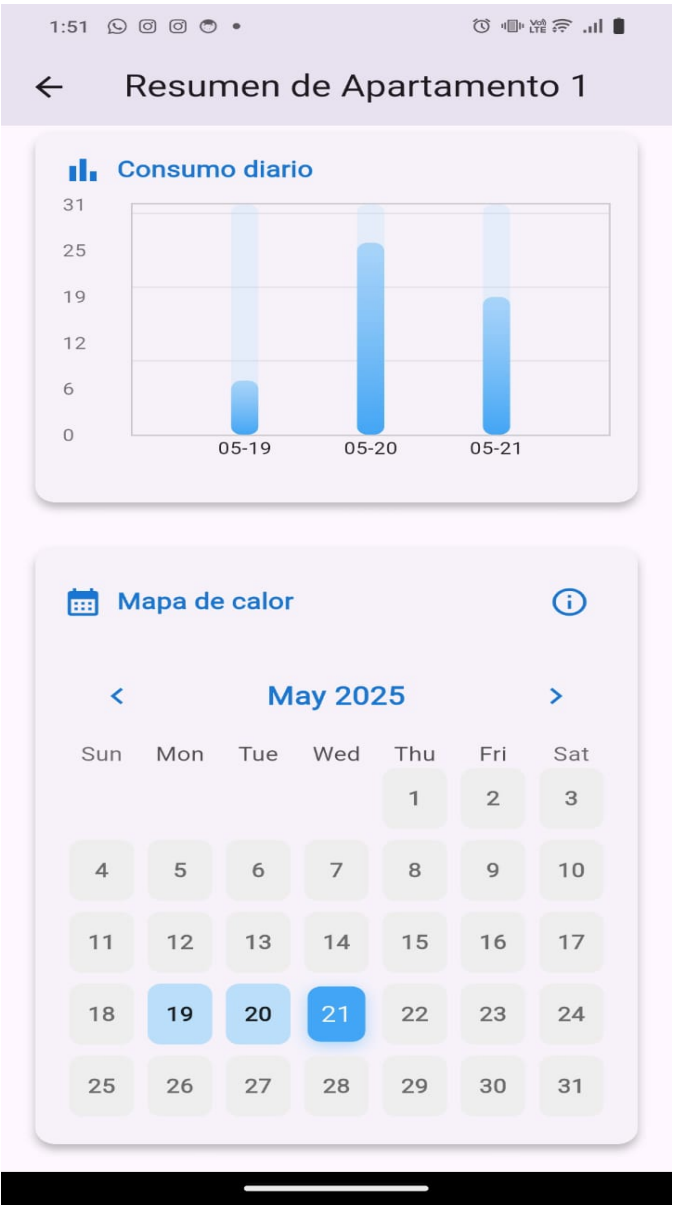 1:51
Vo) LTE
Resumen de Apartamento 1
Consumo diario
31
25
19
12
6
0
05-19 05-20 05-21
Mapa de calor
< May 2025 >
Sun Mon Tue Wed Thu Fri Sat
1 2 3
4 5 6 7 8 9 10
11 12 13 14 15 16 17
18 19 20 21 22 23 24
25 26 27 28 29 30 31